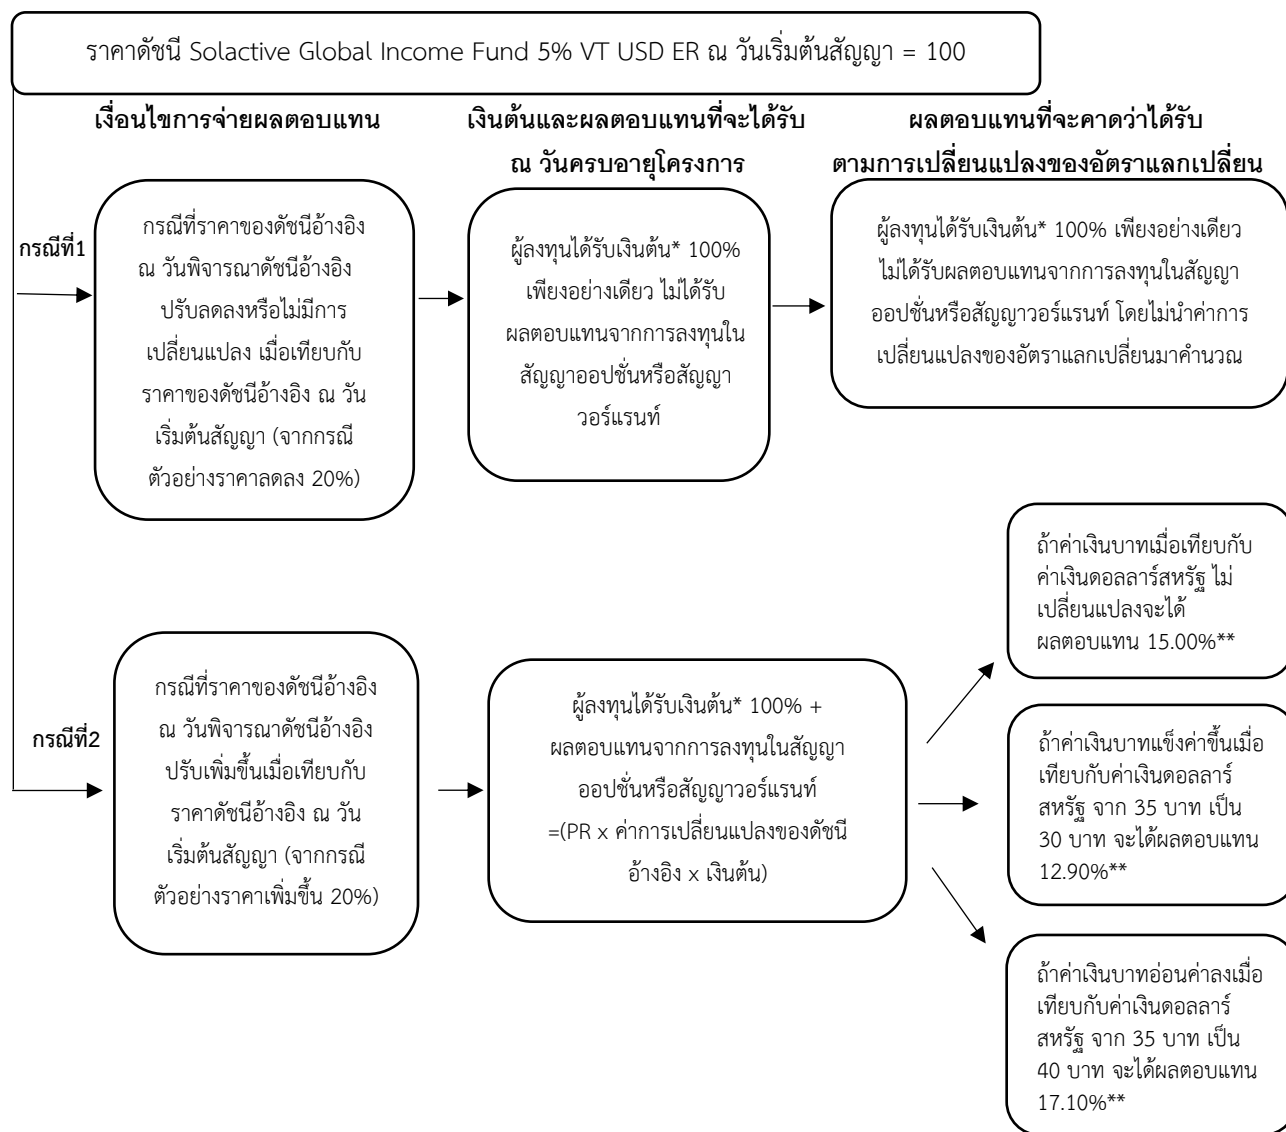 ราคาดัชนี Solactive Global Income Fund 5% VT USD ER ณ วันเริ่มต้นสัญญา = 100
เงื่อนไขการจ่ายผลตอบแทน
เงินต้นและผลตอบแทนที่จะได้รับ
ณ วันครบอายุโครงการ
ผลตอบแทนที่จะคาดว่าได้รับ
ตามการเปลี่ยนแปลงของอัตราแลกเปลี่ยน
กรณีที่1
กรณีที่ราคาของดัชนีอ้างอิง
ณ วันพิจารณาดัชนีอ้างอิง
ปรับลดลงหรือไม่มีการ
เปลี่ยนแปลง เมื่อเทียบกับ
ราคาของดัชนีอ้างอิง ณ วัน
เริ่มต้นสัญญา (จากกรณี
ตัวอย่างราคาลดลง 20%)
ผู้ลงทุนได้รับเงินต้น* 100%
เพียงอย่างเดียว ไม่ได้รับ
ผลตอบแทนจากการลงทุนใน
สัญญาออปชั่นหรือสัญญา
วอร์แรนท์
ผู้ลงทุนได้รับเงินต้น* 100% เพียงอย่างเดียว
ไม่ได้รับผลตอบแทนจากการลงทุนในสัญญา
ออปชั่นหรือสัญญาวอร์แรนท์ โดยไม่นำค่าการ
เปลี่ยนแปลงของอัตราแลกเปลี่ยนมาคำนวณ
กรณีที่2
กรณีที่ราคาของดัชนีอ้างอิง
ณ วันพิจารณาดัชนีอ้างอิง
ปรับเพิ่มขึ้นเมื่อเทียบกับ
ราคาดัชนีอ้างอิง ณ วัน
เริ่มต้นสัญญา (จากกรณี
ตัวอย่างราคาเพิ่มขึ้น 20%)
ผู้ลงทุนได้รับเงินต้น* 100% +
ผลตอบแทนจากการลงทุนในสัญญา
ออปชั่นหรือสัญญาวอร์แรนท์
=(PR x ค่าการเปลี่ยนแปลงของดัชนี
อ้างอิง x เงินต้น)
ถ้าค่าเงินบาทเมื่อเทียบกับ
ค่าเงินดอลลาร์สหรัฐ ไม่
เปลี่ยนแปลงจะได้
ผลตอบแทน 15.00%**
ถ้าค่าเงินบาทแข็งค่าขึ้นเมื่อ
เทียบกับค่าเงินดอลลาร์
สหรัฐ จาก 35 บาท เป็น
30 บาท จะได้ผลตอบแทน
12.90%**
ถ้าค่าเงินบาทอ่อนค่าลงเมื่อ
เทียบกับค่าเงินดอลลาร์
สหรัฐ จาก 35 บาท เป็น
40 บาท จะได้ผลตอบแทน
17.10%**